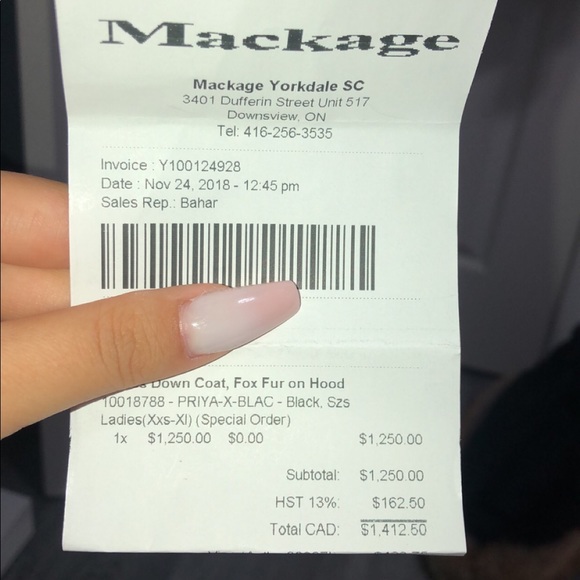 Mackage
Mackage Yorkdale SC
3401 Dufferin Street Unit 517
Downsview, ON
Tel: 416-256-3535
Invoice : Y100124928
Date : Nov 24, 2018 - 12:45 pm
Sales Rep.: Bahar
Down Coat, Fox Fur on Hood
10018788 - PRIYA-X-BLAC - Black, Szs
Ladies(Xxs-Xl) (Special Order)
1x $1,250.00 $0.00 $1,250.00
Subtotal: $1,250.00
HST 13%: $162.50
Total CAD: $1,412.50